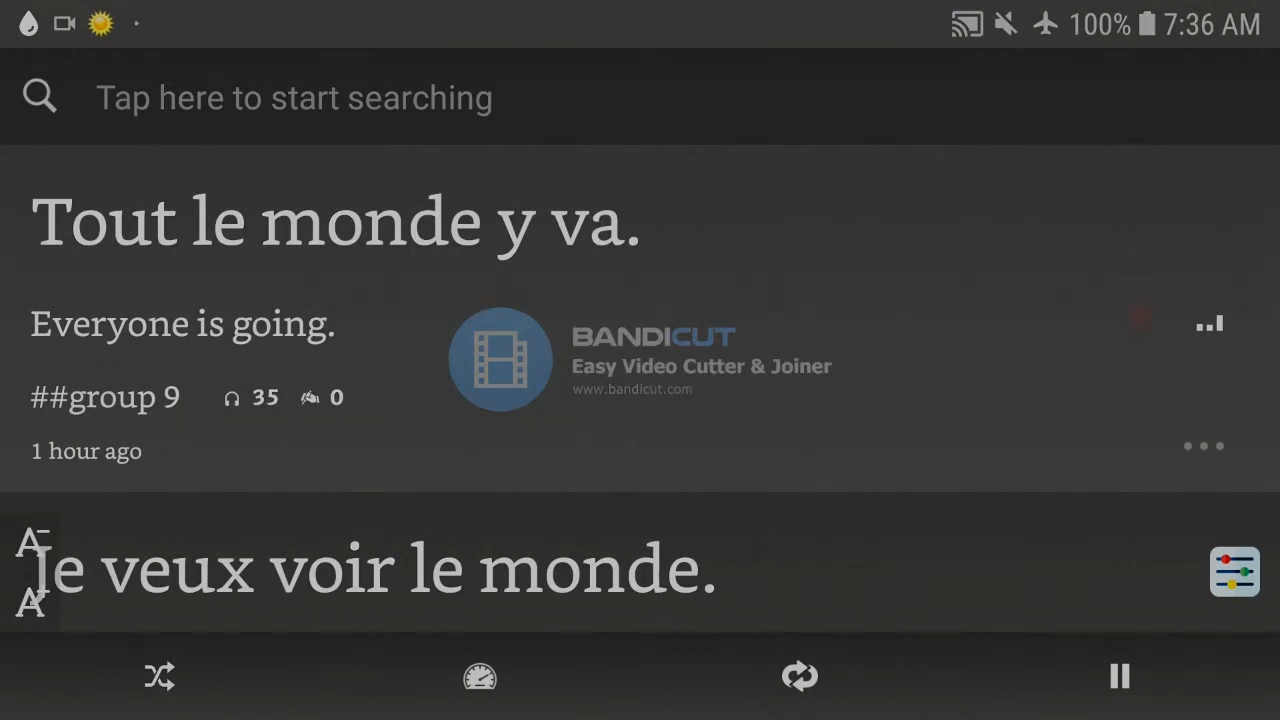 100% 7:36 AM
Tap here to start searching
Tout le monde y va.
Everyone is going.
BANDICUT
Easy Video Cutter & Joiner
www.bandicut.com
##group 9 35 0
1 hour ago
A-
Je veux voir le monde.
A+